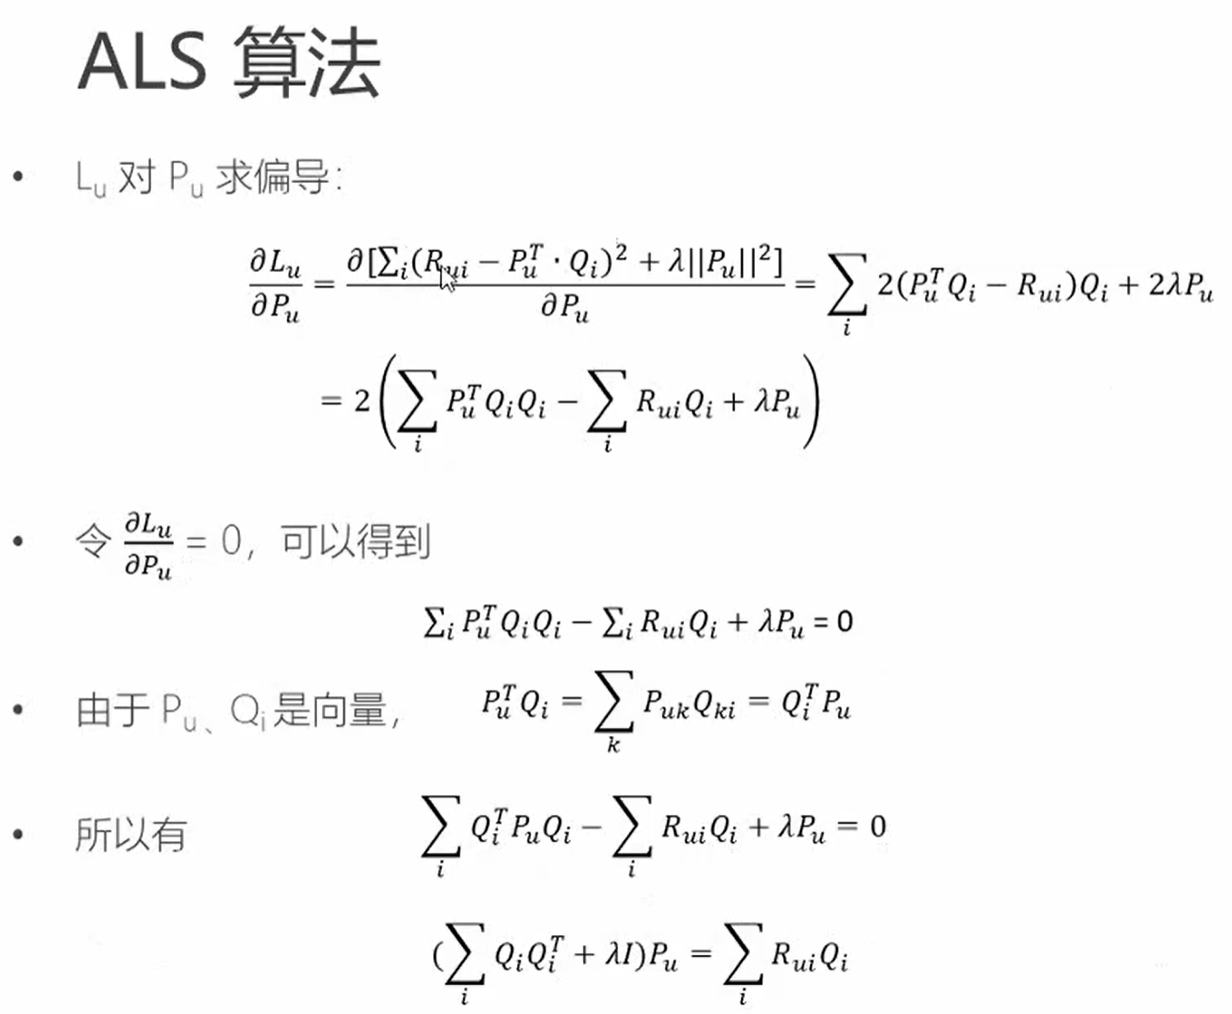 ALS 算法
• Lᵤ 对 Pᵤ 求偏导：
∂Lᵤ/∂Pᵤ = ∂[∑ᵢ(Rᵤᵢ − Pᵤᵀ · Qᵢ)² + λ||Pᵤ||²]/∂Pᵤ = ∑ᵢ 2(PᵤᵀQᵢ − Rᵤᵢ)Qᵢ + 2λPᵤ
= 2(∑ᵢ PᵤᵀQᵢQᵢ − ∑ᵢ RᵤᵢQᵢ + λPᵤ)
• 令 ∂Lᵤ/∂Pᵤ = 0，可以得到
∑ᵢ PᵤᵀQᵢQᵢ − ∑ᵢ RᵤᵢQᵢ + λPᵤ = 0
• 由于 Pᵤ、Qᵢ是向量， PᵤᵀQᵢ = ∑ₖ PᵤₖQₖᵢ = QᵢᵀPᵤ
• 所以有 ∑ᵢ QᵢᵀPᵤQᵢ − ∑ᵢ RᵤᵢQᵢ + λPᵤ = 0
(∑ᵢ QᵢQᵢᵀ + λI)Pᵤ = ∑ᵢ RᵤᵢQᵢ